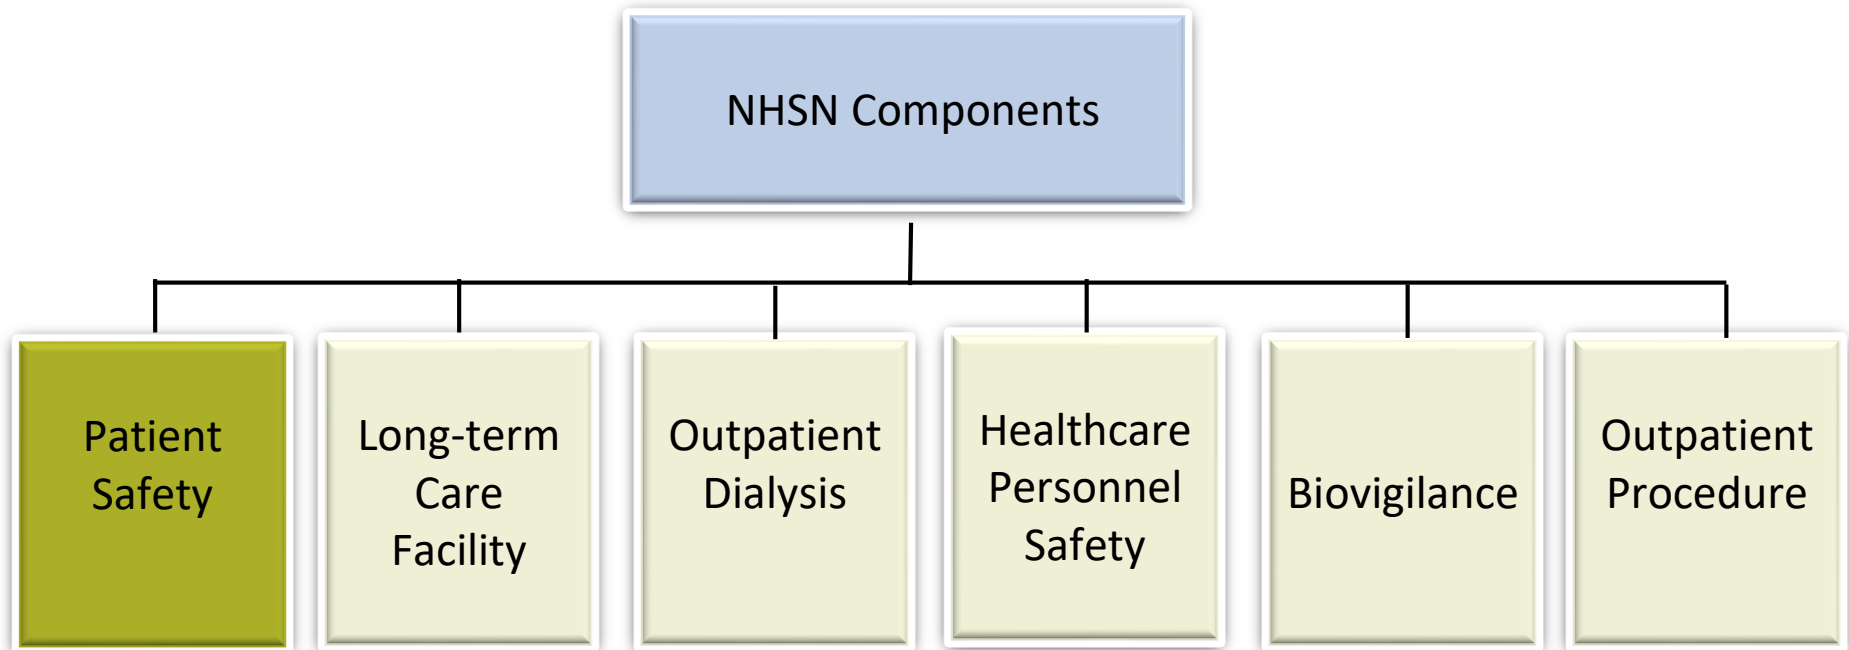 NHSN Components
Patient
Safety
Long-term
Care
Facility
Outpatient
Dialysis
Healthcare
Personnel
Safety
Biovigilance
Outpatient
Procedure